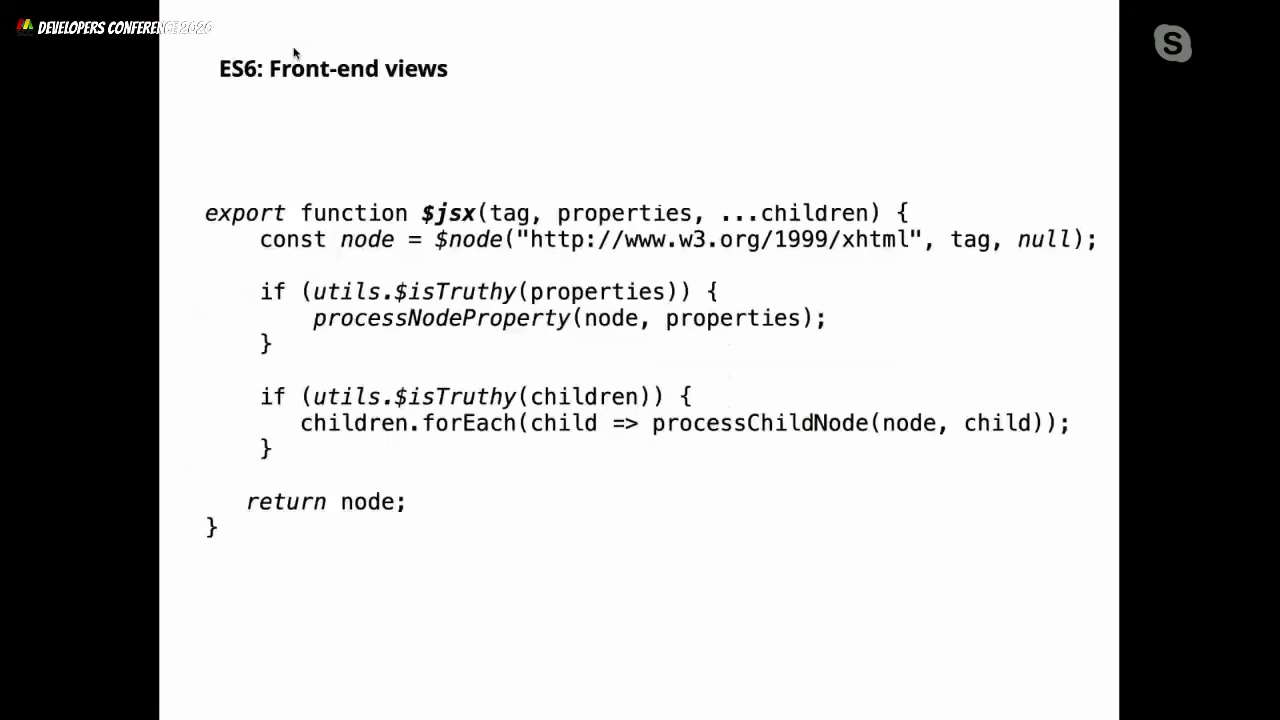 DEVELOPERS CONFERENCE 2020
S
ES6: Front-end views
export function $jsx(tag, properties, ...children) {
const node = $node("http://www.w3.org/1999/xhtml", tag, null);
if (utils.$isTruthy(properties)) {
processNodeProperty(node, properties);
}
if (utils.$isTruthy(children)) {
children.forEach(child => processChildNode(node, child));
}
return node;
}